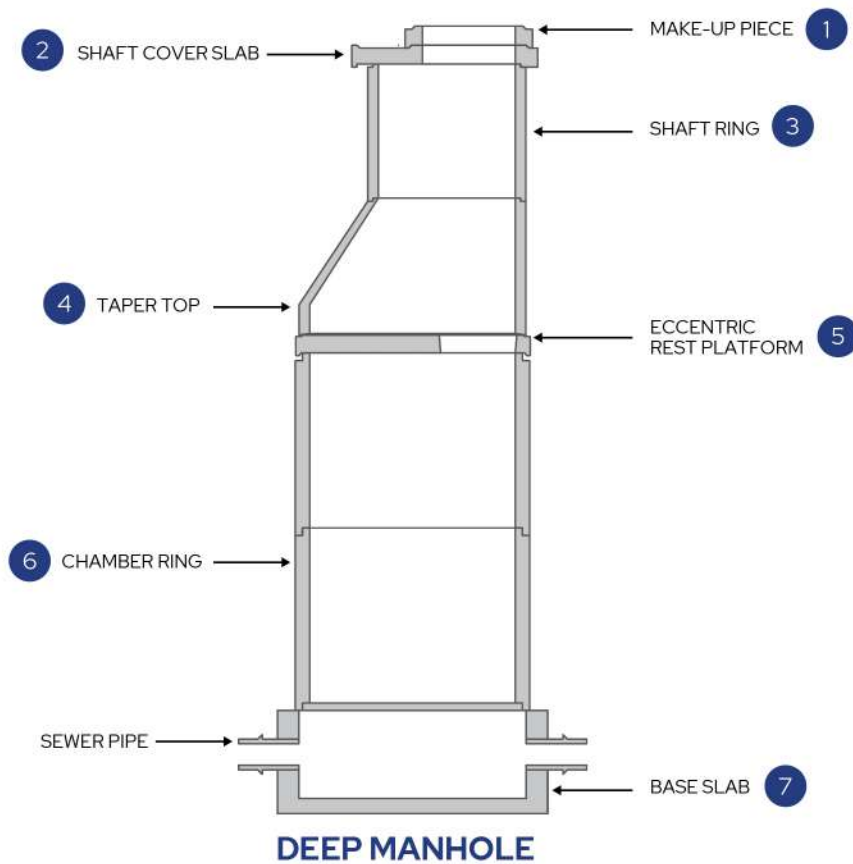 MAKE-UP PIECE 1
2 SHAFT COVER SLAB
SHAFT RING 3
4 TAPER TOP
ECCENTRIC
REST PLATFORM 5
6 CHAMBER RING
SEWER PIPE
BASE SLAB 7
DEEP MANHOLE